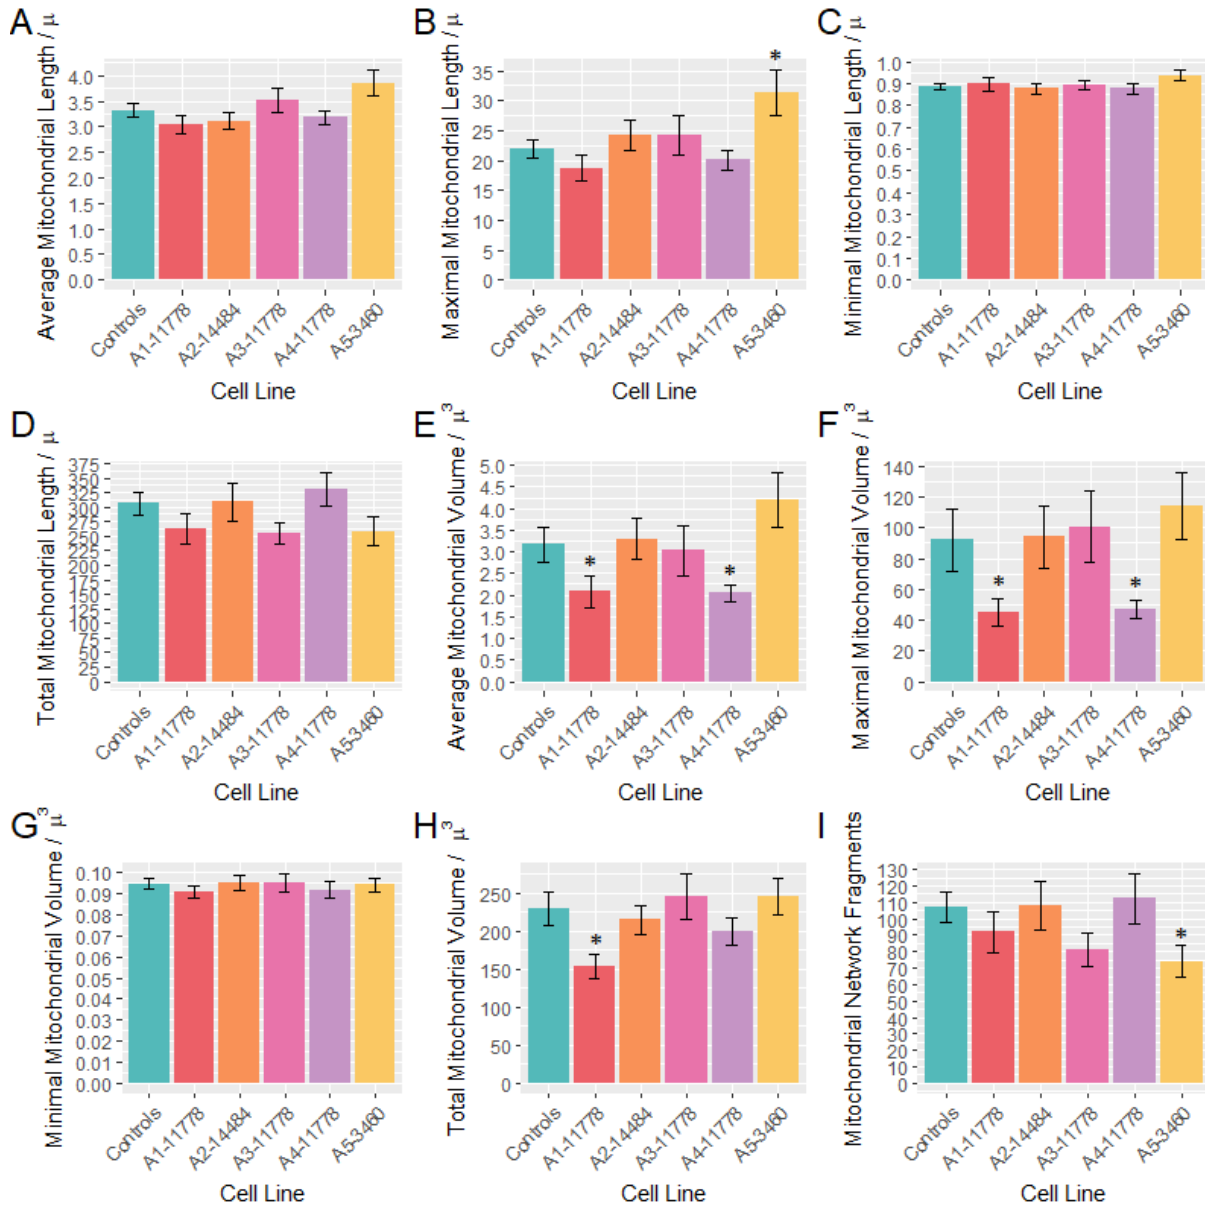 A
Average Mitochondrial Length / μ
4.0
3.5
3.0
2.5
2.0
1.5
1.0
0.5
0.0
Controls
A1-11778
A2-14484
A3-11778
A4-11778
A5-3460
Cell Line
B
Maximal Mitochondrial Length / μ
35
30
25
20
15
10
5
0
*
Controls
A1-11778
A2-14484
A3-11778
A4-11778
A5-3460
Cell Line
C
Minimal Mitochondrial Length / μ
1.0
0.9
0.8
0.7
0.6
0.5
0.4
0.3
0.2
0.1
0.0
Controls
A1-11778
A2-14484
A3-11778
A4-11778
A5-3460
Cell Line
D
Total Mitochondrial Length / μ
375
350
325
300
275
250
225
200
175
150
125
100
75
50
25
0
Controls
A1-11778
A2-14484
A3-11778
A4-11778
A5-3460
Cell Line
E
Average Mitochondrial Volume / μ³
5.0
4.5
4.0
3.5
3.0
2.5
2.0
1.5
1.0
0.5
0.0
*
*
Controls
A1-11778
A2-14484
A3-11778
A4-11778
A5-3460
Cell Line
F
Maximal Mitochondrial Volume / μ³
140
120
100
80
60
40
20
0
*
*
Controls
A1-11778
A2-14484
A3-11778
A4-11778
A5-3460
Cell Line
G
Minimal Mitochondrial Volume / μ³
0.10
0.09
0.08
0.07
0.06
0.05
0.04
0.03
0.02
0.01
0.00
Controls
A1-11778
A2-14484
A3-11778
A4-11778
A5-3460
Cell Line
H
Total Mitochondrial Volume / μ³
250
200
150
100
50
0
*
Controls
A1-11778
A2-14484
A3-11778
A4-11778
A5-3460
Cell Line
I
Mitochondrial Network Fragments
130
120
110
100
90
80
70
60
50
40
30
20
10
0
*
Controls
A1-11778
A2-14484
A3-11778
A4-11778
A5-3460
Cell Line